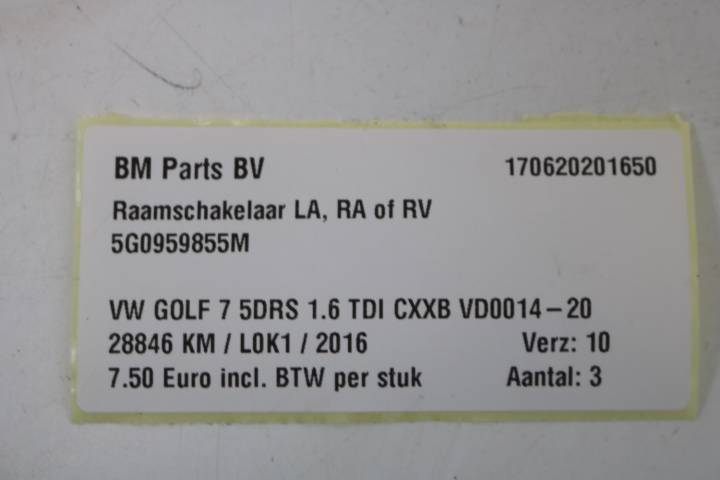 BM Parts BV 170620201650
Raamschakelaar LA, RA of RV
5G0959855M
VW GOLF 7 5DRS 1.6 TDI CXXB VD0014-20
28846 KM / L0K1 / 2016 Verz: 10
7.50 Euro incl. BTW per stuk Aantal: 3